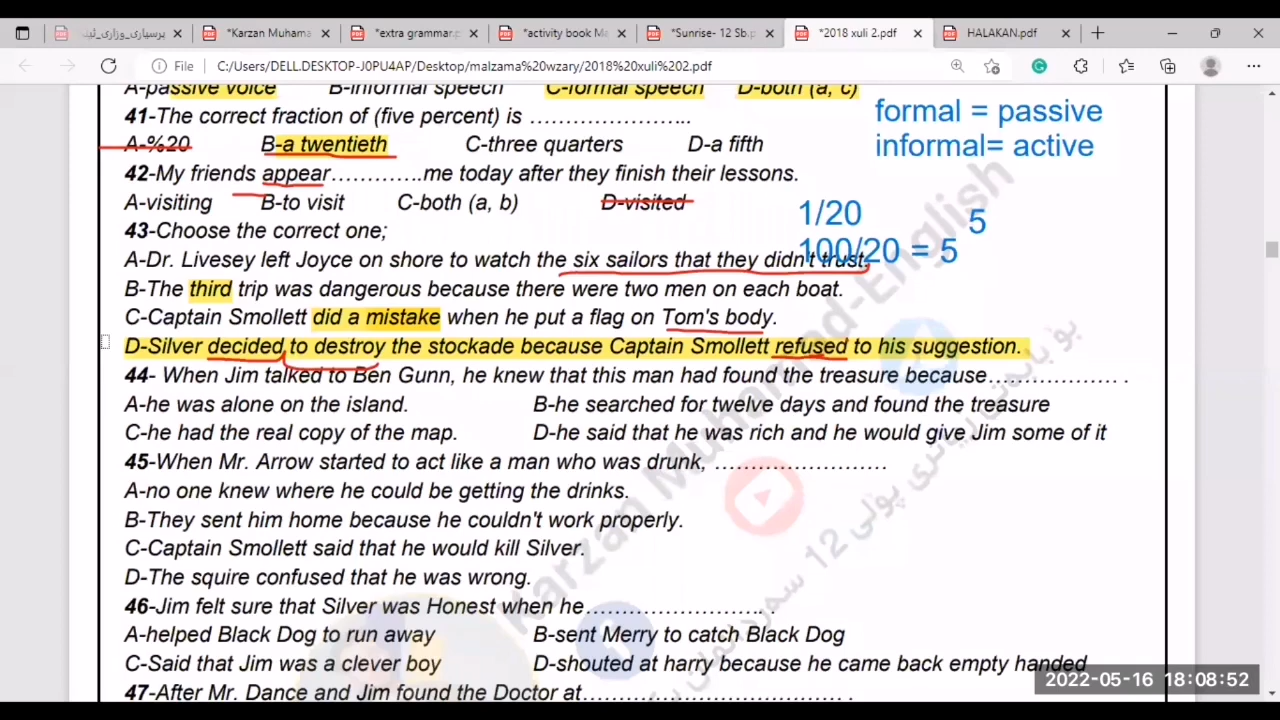 پرسیاری_وزاری_ئینگ
*Karzan Muhama
*extra grammar.p
*activity book Ma
*Sunrise- 12 Sb.p
*2018 xuli 2.pdf
HALAKAN.pdf
File C:/Users/DELL.DESKTOP-J0PU4AP/Desktop/malzama%20wzary/2018%20xuli%202.pdf
A-passive voice B-informal speech C-formal speech D-both (a, c)
formal = passive
41-The correct fraction of (five percent) is ………………………..
A-%20 B-a twentieth C-three quarters D-a fifth
informal= active
42-My friends appear………….me today after they finish their lessons.
A-visiting B-to visit C-both (a, b) D-visited
1/20 5
43-Choose the correct one;
100/20 = 5
A-Dr. Livesey left Joyce on shore to watch the six sailors that they didn't trust.
B-The third trip was dangerous because there were two men on each boat.
C-Captain Smollett did a mistake when he put a flag on Tom's body.
D-Silver decided to destroy the stockade because Captain Smollett refused to his suggestion.
44- When Jim talked to Ben Gunn, he knew that this man had found the treasure because……………… .
A-he was alone on the island. B-he searched for twelve days and found the treasure
C-he had the real copy of the map. D-he said that he was rich and he would give Jim some of it
45-When Mr. Arrow started to act like a man who was drunk, ……………………
A-no one knew where he could be getting the drinks.
B-They sent him home because he couldn't work properly.
C-Captain Smollett said that he would kill Silver.
D-The squire confused that he was wrong.
46-Jim felt sure that Silver was Honest when he…………………….. .
A-helped Black Dog to run away B-sent Merry to catch Black Dog
C-Said that Jim was a clever boy D-shouted at harry because he came back empty handed
47-After Mr. Dance and Jim found the Doctor at……………………………… .
Karzan Muhamad-English
2022-05-16 18:08:52